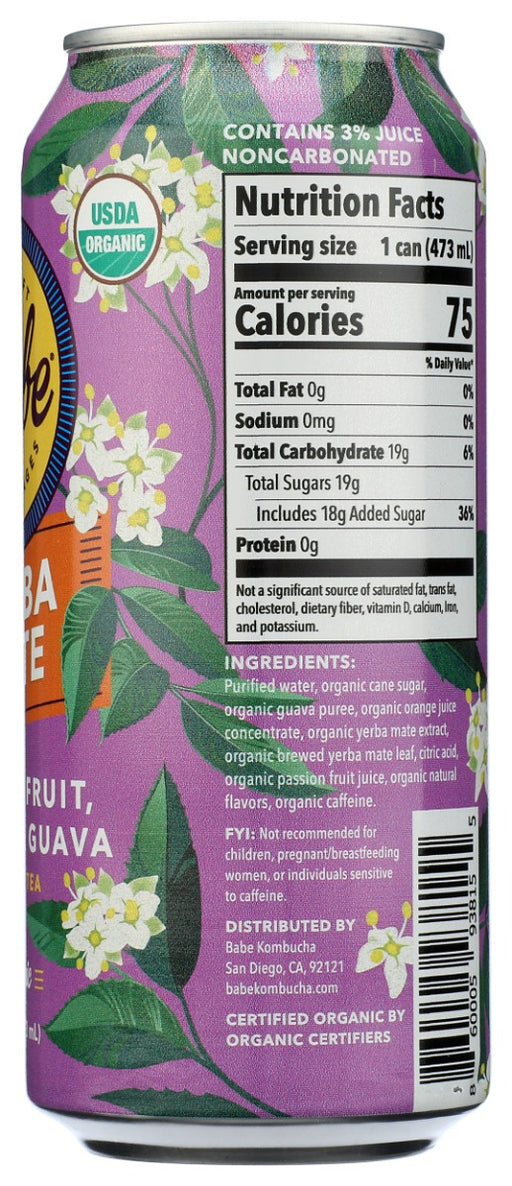 CONTAINS 3% JUICE
NONCARBONATED
USDA
ORGANIC
Nutrition Facts
Serving size 1 can (473 mL)
Amount per serving
Calories 75
% Daily Value*
Total Fat 0g 0%
Sodium 0mg 0%
Total Carbohydrate 19g 6%
Total Sugars 19g
Includes 18g Added Sugar 36%
Protein 0g
Not a significant source of saturated fat, trans fat,
cholesterol, dietary fiber, vitamin D, calcium, Iron,
and potassium.
BA
TE
FRUIT,
GUAVA
TEA
mL)
INGREDIENTS:
Purified water, organic cane sugar,
organic guava puree, organic orange juice
concentrate, organic yerba mate extract,
organic brewed yerba mate leaf, citric acid,
organic passion fruit juice, organic natural
flavors, organic caffeine.
FYI: Not recommended for
children, pregnant/breastfeeding
women, or individuals sensitive
to caffeine.
DISTRIBUTED BY
Babe Kombucha
San Diego, CA, 92121
babekombucha.com
CERTIFIED ORGANIC BY
ORGANIC CERTIFIERS
8 60005 93815 5